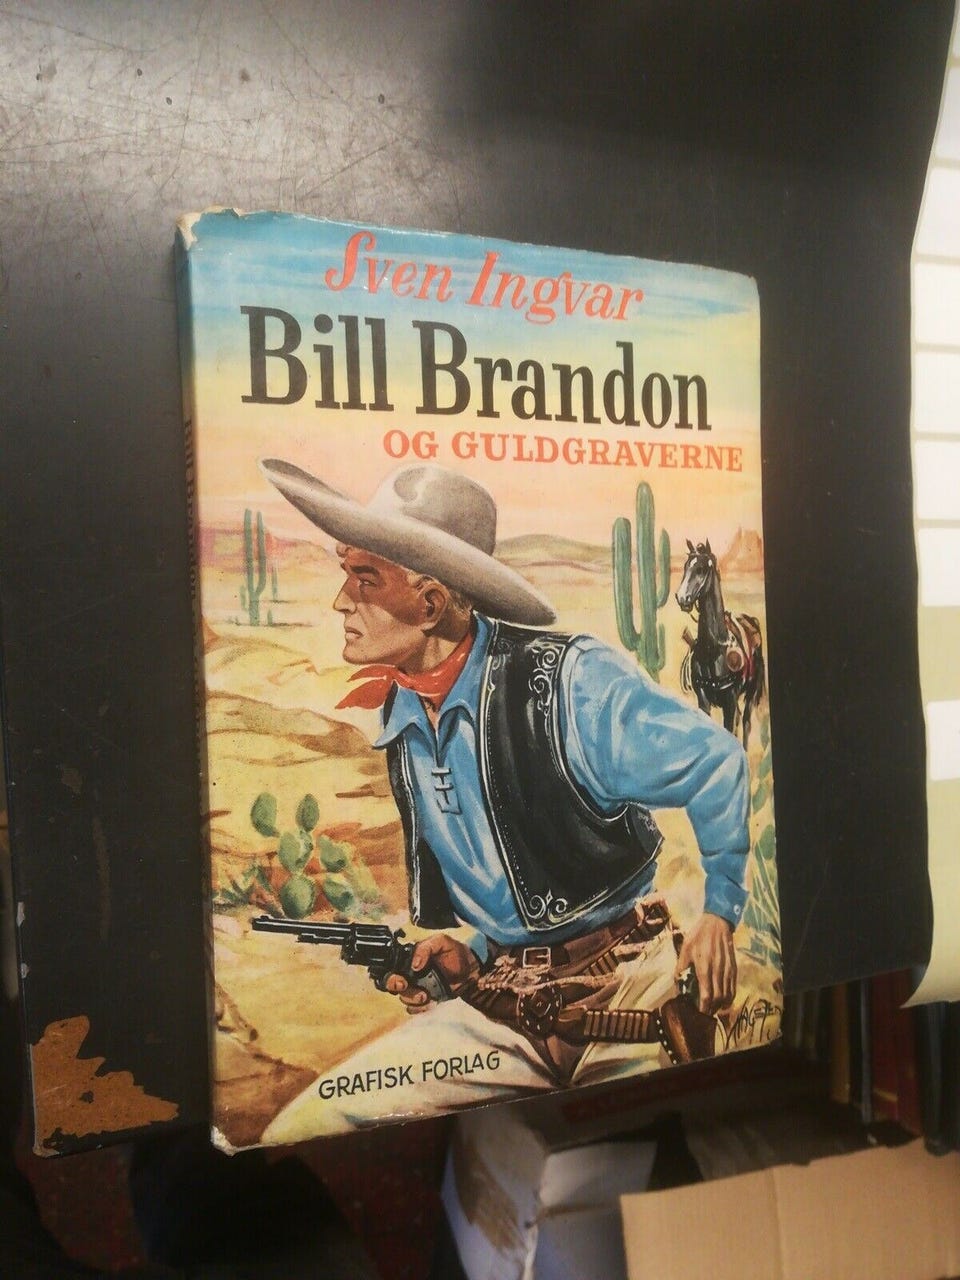 Sven Ingvar
Bill Brandon
OG GULDGRAVERNE
GRAFISK FORLAG